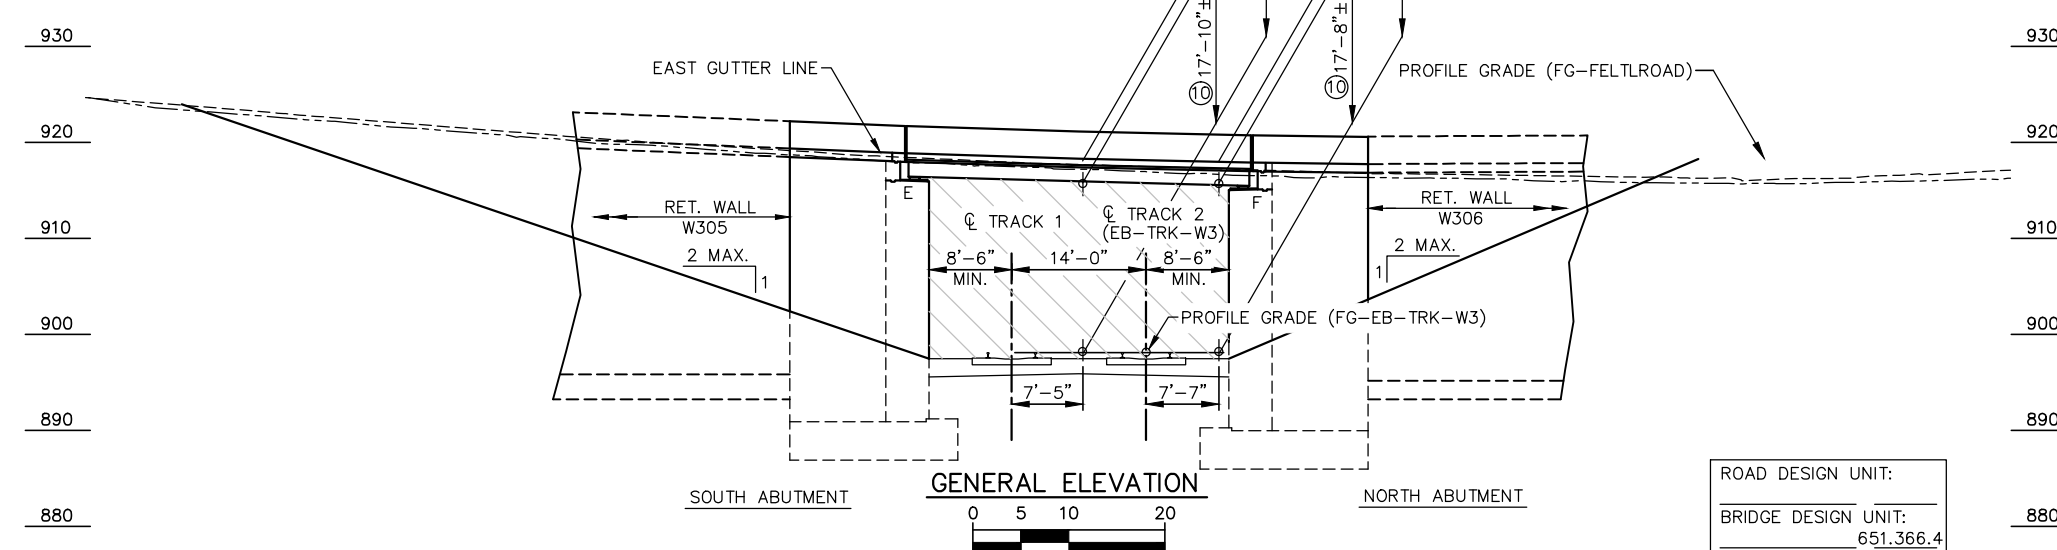 ⑩17'-10"±
⑩17'-8"±
930
930
EAST GUTTER LINE
PROFILE GRADE (FG-FELTLROAD)
920
920
E
F
RET. WALL
W305
℄ TRACK 1
℄ TRACK 2
(EB-TRK-W3)
RET. WALL
W306
910
910
2 MAX.
1
8'-6"
MIN.
14'-0"
8'-6"
MIN.
2 MAX.
1
900
900
PROFILE GRADE (FG-EB-TRK-W3)
7'-5"
7'-7"
890
890
GENERAL ELEVATION
SOUTH ABUTMENT
NORTH ABUTMENT
0 5 10 20
880
880
ROAD DESIGN UNIT:
BRIDGE DESIGN UNIT:
651.366.4